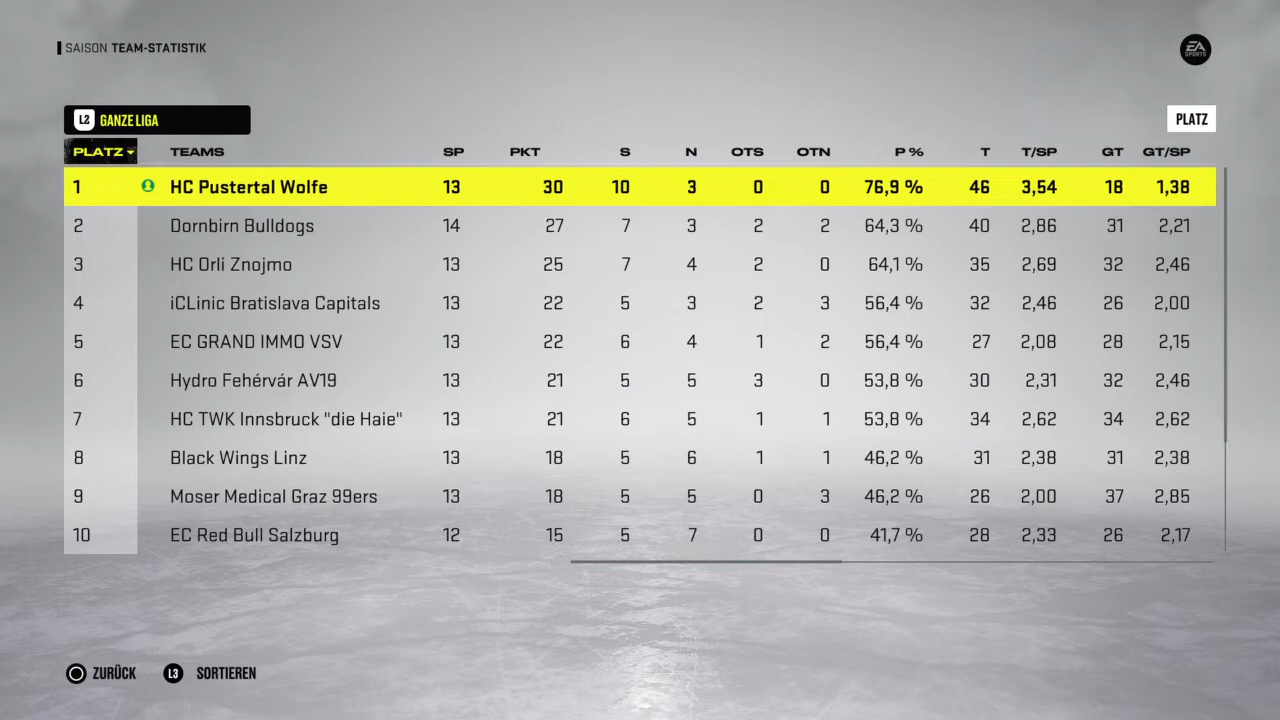 SAISON TEAM-STATISTIK
EA SPORTS
L2 GANZE LIGA
PLATZ
PLATZ TEAMS SP PKT S N OTS OTN P % T T/SP GT GT/SP
1 HC Pustertal Wolfe 13 30 10 3 0 0 76,9 % 46 3,54 18 1,38
2 Dornbirn Bulldogs 14 27 7 3 2 2 64,3 % 40 2,86 31 2,21
3 HC Orli Znojmo 13 25 7 4 2 0 64,1 % 35 2,69 32 2,46
4 iCLinic Bratislava Capitals 13 22 5 3 2 3 56,4 % 32 2,46 26 2,00
5 EC GRAND IMMO VSV 13 22 6 4 1 2 56,4 % 27 2,08 28 2,15
6 Hydro Fehérvár AV19 13 21 5 5 3 0 53,8 % 30 2,31 32 2,46
7 HC TWK Innsbruck "die Haie" 13 21 6 5 1 1 53,8 % 34 2,62 34 2,62
8 Black Wings Linz 13 18 5 6 1 1 46,2 % 31 2,38 31 2,38
9 Moser Medical Graz 99ers 13 18 5 5 0 3 46,2 % 26 2,00 37 2,85
10 EC Red Bull Salzburg 12 15 5 7 0 0 41,7 % 28 2,33 26 2,17
ZURÜCK L3 SORTIEREN